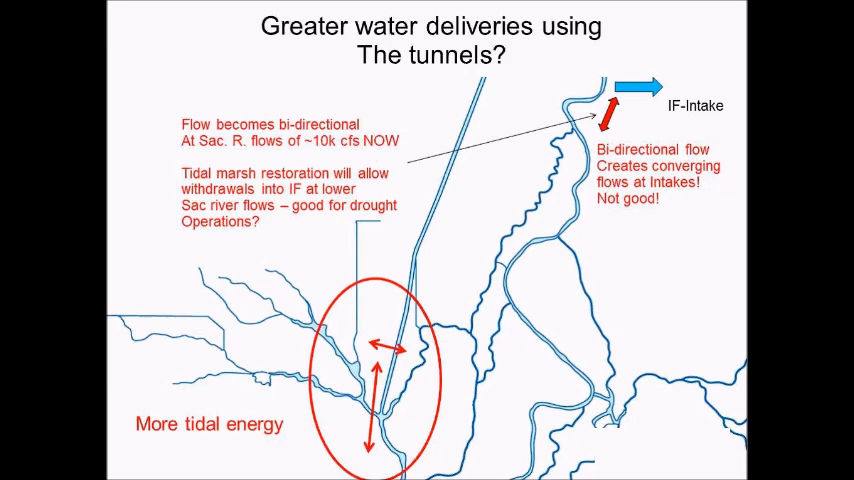 Greater water deliveries using
The tunnels?
IF-Intake
Flow becomes bi-directional
At Sac. R. flows of ~10k cfs NOW
Tidal marsh restoration will allow
withdrawals into IF at lower
Sac river flows – good for drought
Operations?
Bi-directional flow
Creates converging
flows at Intakes!
Not good!
More tidal energy